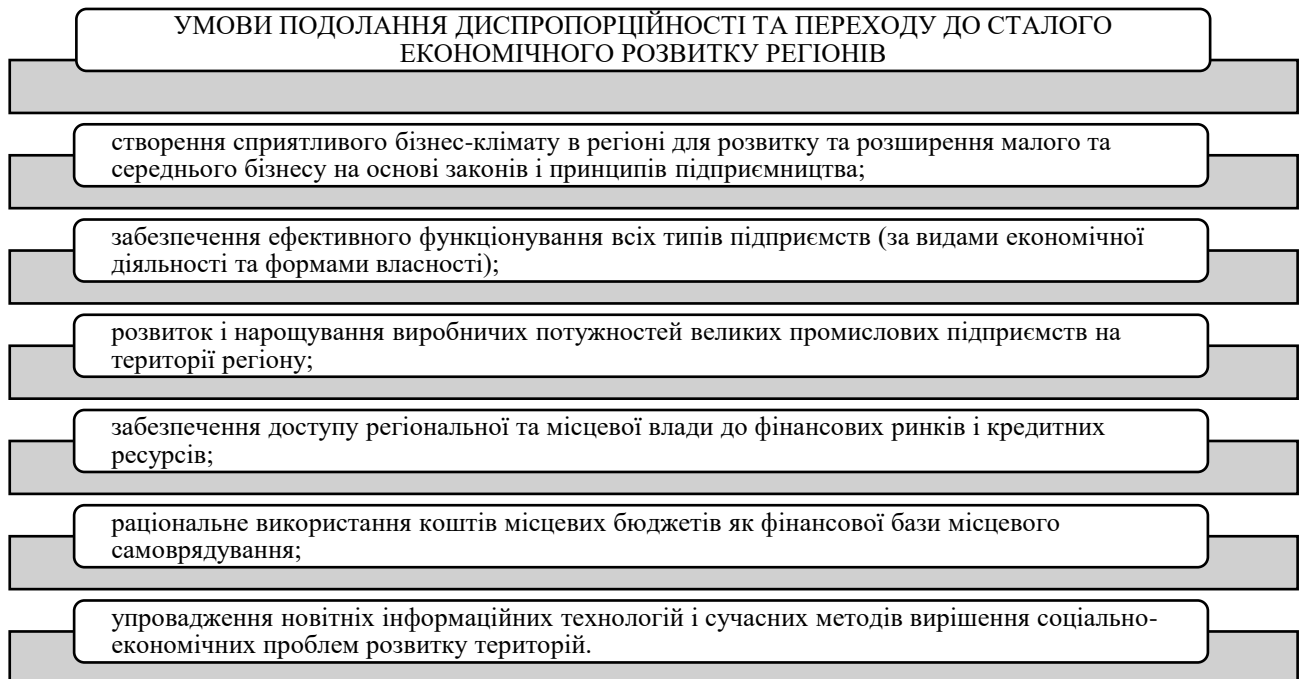 УМОВИ ПОДОЛАННЯ ДИСПРОПОРЦІЙНОСТІ ТА ПЕРЕХОДУ ДО СТАЛОГО
ЕКОНОМІЧНОГО РОЗВИТКУ РЕГІОНІВ
створення сприятливого бізнес-клімату в регіоні для розвитку та розширення малого та
середнього бізнесу на основі законів і принципів підприємництва;
забезпечення ефективного функціонування всіх типів підприємств (за видами економічної
діяльності та формами власності);
розвиток і нарощування виробничих потужностей великих промислових підприємств на
території регіону;
забезпечення доступу регіональної та місцевої влади до фінансових ринків і кредитних
ресурсів;
раціональне використання коштів місцевих бюджетів як фінансової бази місцевого
самоврядування;
упровадження новітніх інформаційних технологій і сучасних методів вирішення соціально-
економічних проблем розвитку територій.